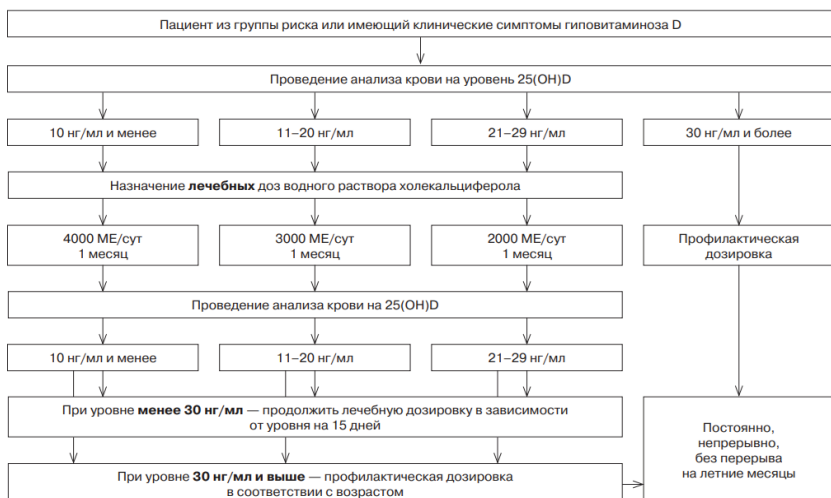 Пациент из группы риска или имеющий клинические симптомы гиповитаминоза D
Проведение анализа крови на уровень 25(OH)D
10 нг/мл и менее
11–20 нг/мл
21–29 нг/мл
30 нг/мл и более
Назначение лечебных доз водного раствора холекальциферола
4000 МЕ/сут
1 месяц
3000 МЕ/сут
1 месяц
2000 МЕ/сут
1 месяц
Профилактическая
дозировка
Проведение анализа крови на 25(OH)D
10 нг/мл и менее
11–20 нг/мл
21–29 нг/мл
При уровне менее 30 нг/мл — продолжить лечебную дозировку в зависимости
от уровня на 15 дней
Постоянно,
непрерывно,
без перерыва
на летние месяцы
При уровне 30 нг/мл и выше — профилактическая дозировка
в соответствии с возрастом